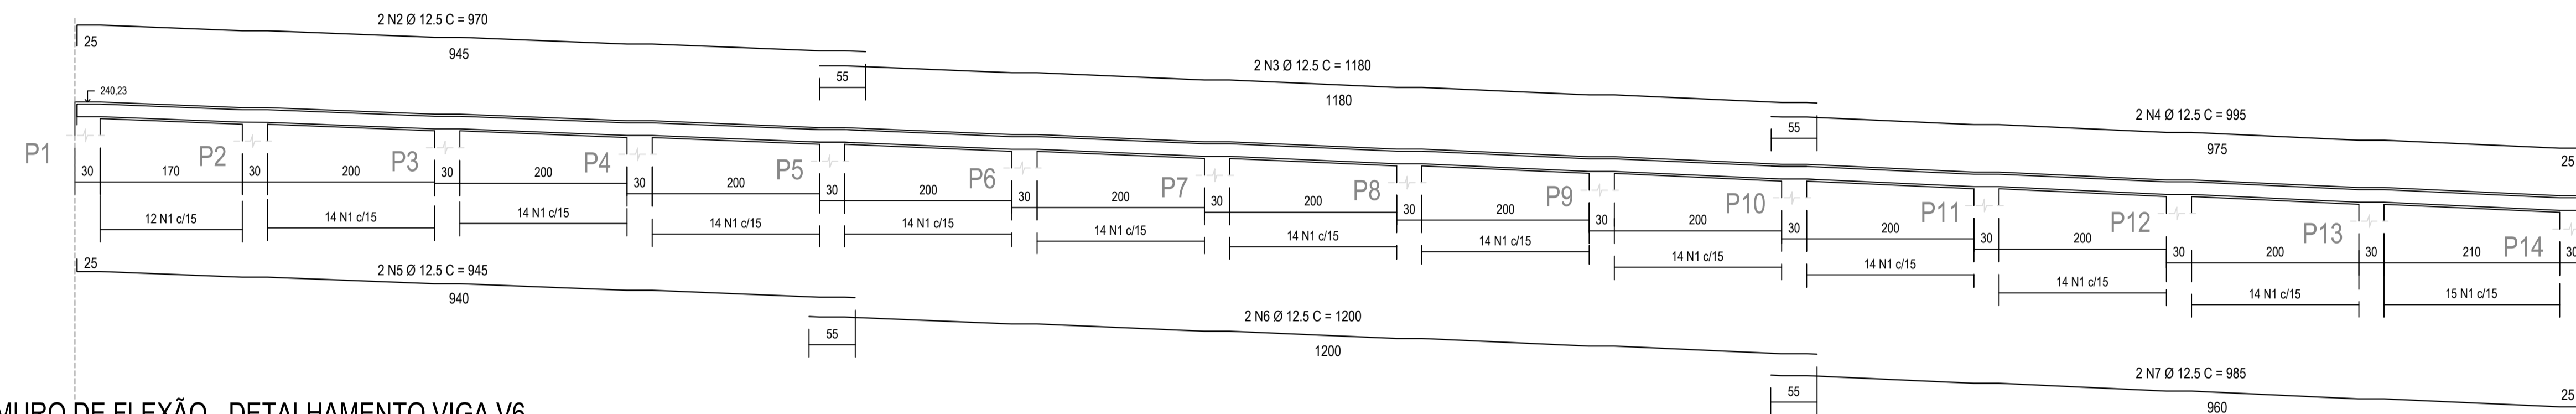 2 N2 Ø 12.5 C = 970
25
945
2 N3 Ø 12.5 C = 1180
55
1180
2 N4 Ø 12.5 C = 995
55
975
25
240,23
P1 P2 P3 P4 P5 P6 P7 P8 P9 P10 P11 P12 P13 P14
30 170 30 200 30 200 30 200 30 200 30 200 30 200 30 200 30 200 30 200 30 200 30 200 30 210 30
12 N1 c/15 14 N1 c/15 14 N1 c/15 14 N1 c/15 14 N1 c/15 14 N1 c/15 14 N1 c/15 14 N1 c/15 14 N1 c/15 14 N1 c/15 14 N1 c/15 14 N1 c/15 15 N1 c/15
25
2 N5 Ø 12.5 C = 945
940
2 N6 Ø 12.5 C = 1200
55
1200
2 N7 Ø 12.5 C = 985
55
960
25
MURO DE FLEXÃO - DETALHAMENTO VIGA V6